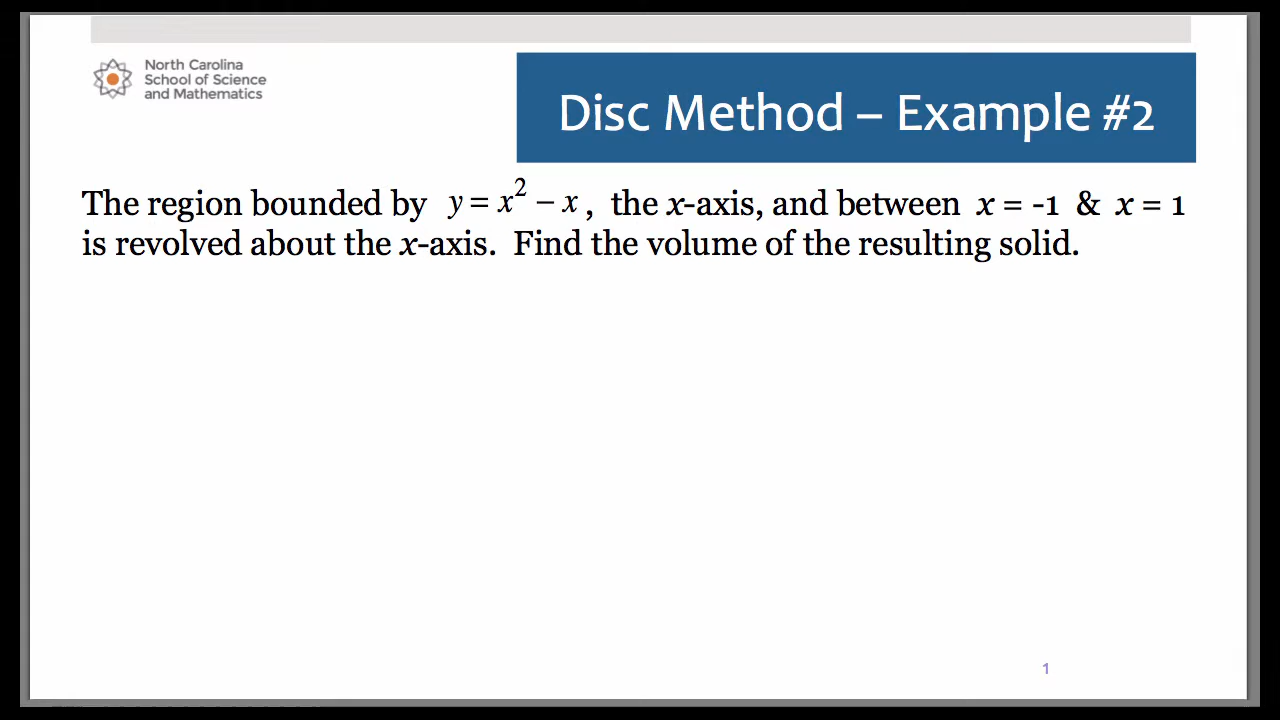 North Carolina
School of Science
and Mathematics
Disc Method – Example #2
The region bounded by y = x² – x, the x-axis, and between x = -1 & x = 1
is revolved about the x-axis. Find the volume of the resulting solid.
1